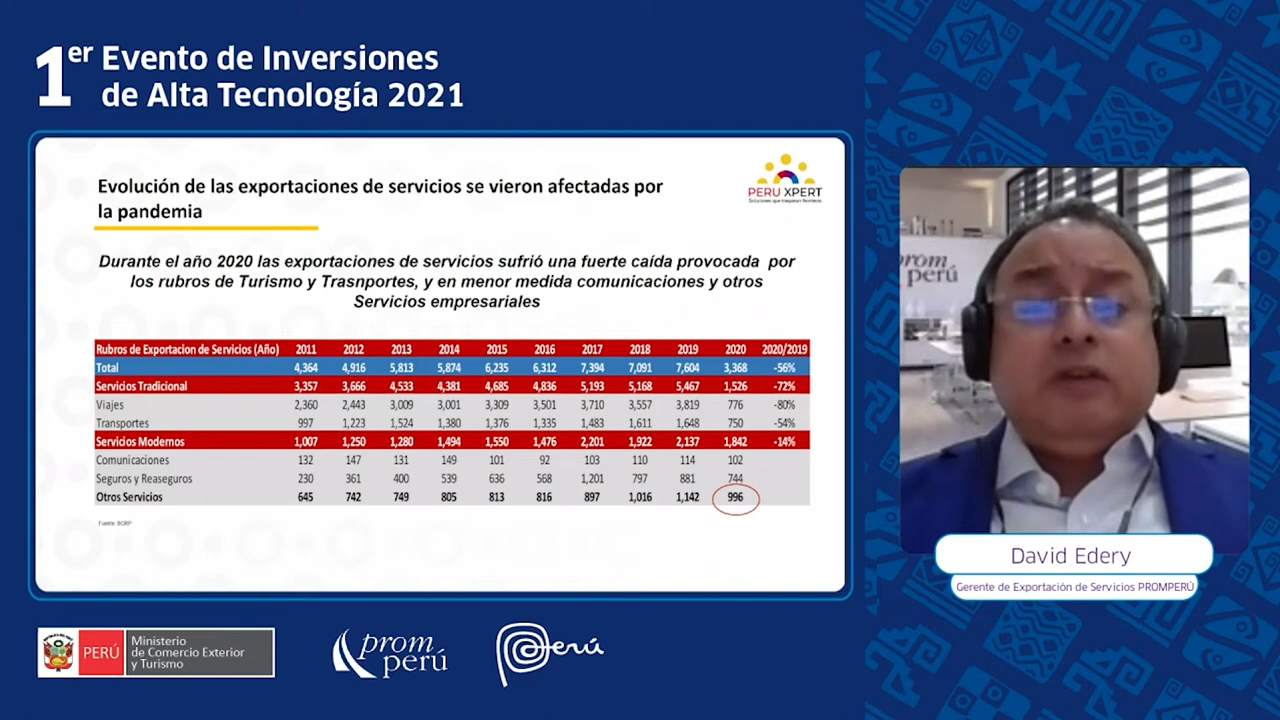 1er Evento de Inversiones
de Alta Tecnología 2021
Evolución de las exportaciones de servicios se vieron afectadas por
la pandemia
PERU XPERT
Soluciones que traspasan fronteras
Durante el año 2020 las exportaciones de servicios sufrió una fuerte caída provocada por
los rubros de Turismo y Trasnportes, y en menor medida comunicaciones y otros
Servicios empresariales
Rubros de Exportacion de Servicios (Año) 2011 2012 2013 2014 2015 2016 2017 2018 2019 2020 2020/2019
Total 4,364 4,916 5,813 5,874 6,235 6,312 7,394 7,091 7,604 3,368 -56%
Servicios Tradicional 3,357 3,666 4,533 4,381 4,685 4,836 5,193 5,168 5,467 1,526 -72%
Viajes 2,360 2,443 3,009 3,001 3,309 3,501 3,710 3,557 3,819 776 -80%
Transportes 997 1,223 1,524 1,380 1,376 1,335 1,483 1,611 1,648 750 -54%
Servicios Modernos 1,007 1,250 1,280 1,494 1,550 1,476 2,201 1,922 2,137 1,842 -14%
Comunicaciones 132 147 131 149 101 92 103 110 114 102
Seguros y Reaseguros 230 361 400 539 636 568 1,201 797 881 744
Otros Servicios 645 742 749 805 813 816 897 1,016 1,142 996
Fuente: BCRP
prom
perú
David Edery
Gerente de Exportación de Servicios PROMPERÚ
PERÚ
Ministerio
de Comercio Exterior
y Turismo
prom
perú
Perú